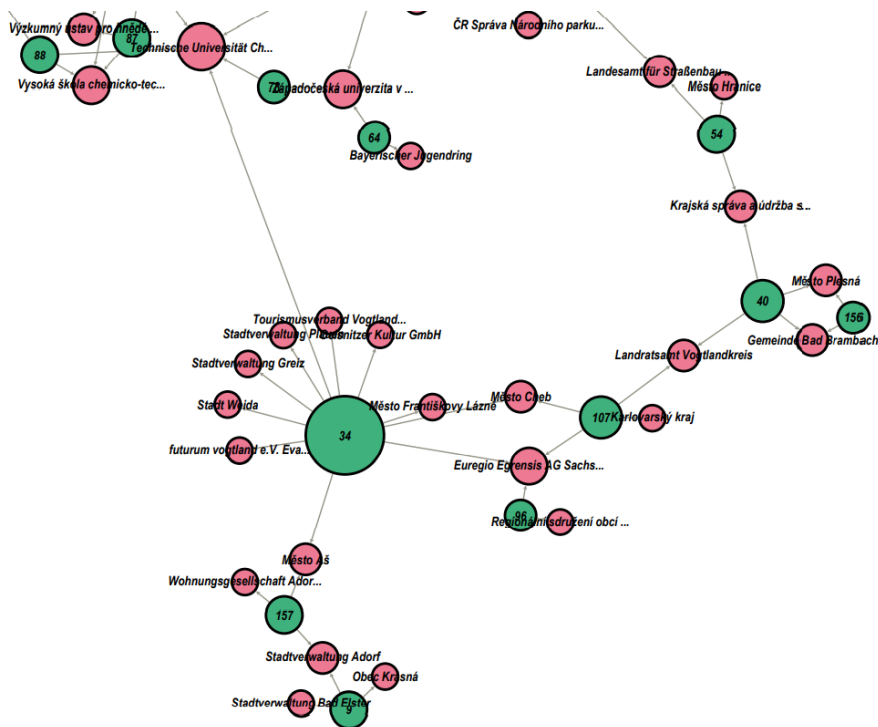 Výzkumný ústav pro hnědé ...
87
88
Technische Universität Ch...
Vysoká škola chemicko-tec...
Západočeská univerzita v ...
64
Bayerischer Jugendring
ČR Správa Národního parku...
Landesamt für Straßenbau ...
Město Hranice
54
Krajská správa a údržba s...
Město Plesná
40
156
Gemeinde Bad Brambach
Landratsamt Vogtlandkreis
Tourismusverband Vogtland...
Stadtverwaltung Plauen
Kultur GmbH
Stadtverwaltung Greiz
Stadt Weida
Město Františkovy Lázně
Město Cheb
107
Karlovarský kraj
34
futurum vogtland e.V. Eva...
Euregio Egrensis AG Sachs...
96
Regionální sdružení obcí ...
Město Aš
Wohnungsgesellschaft Ador...
157
Stadtverwaltung Adorf
Obec Krasná
Stadtverwaltung Bad Elster
9